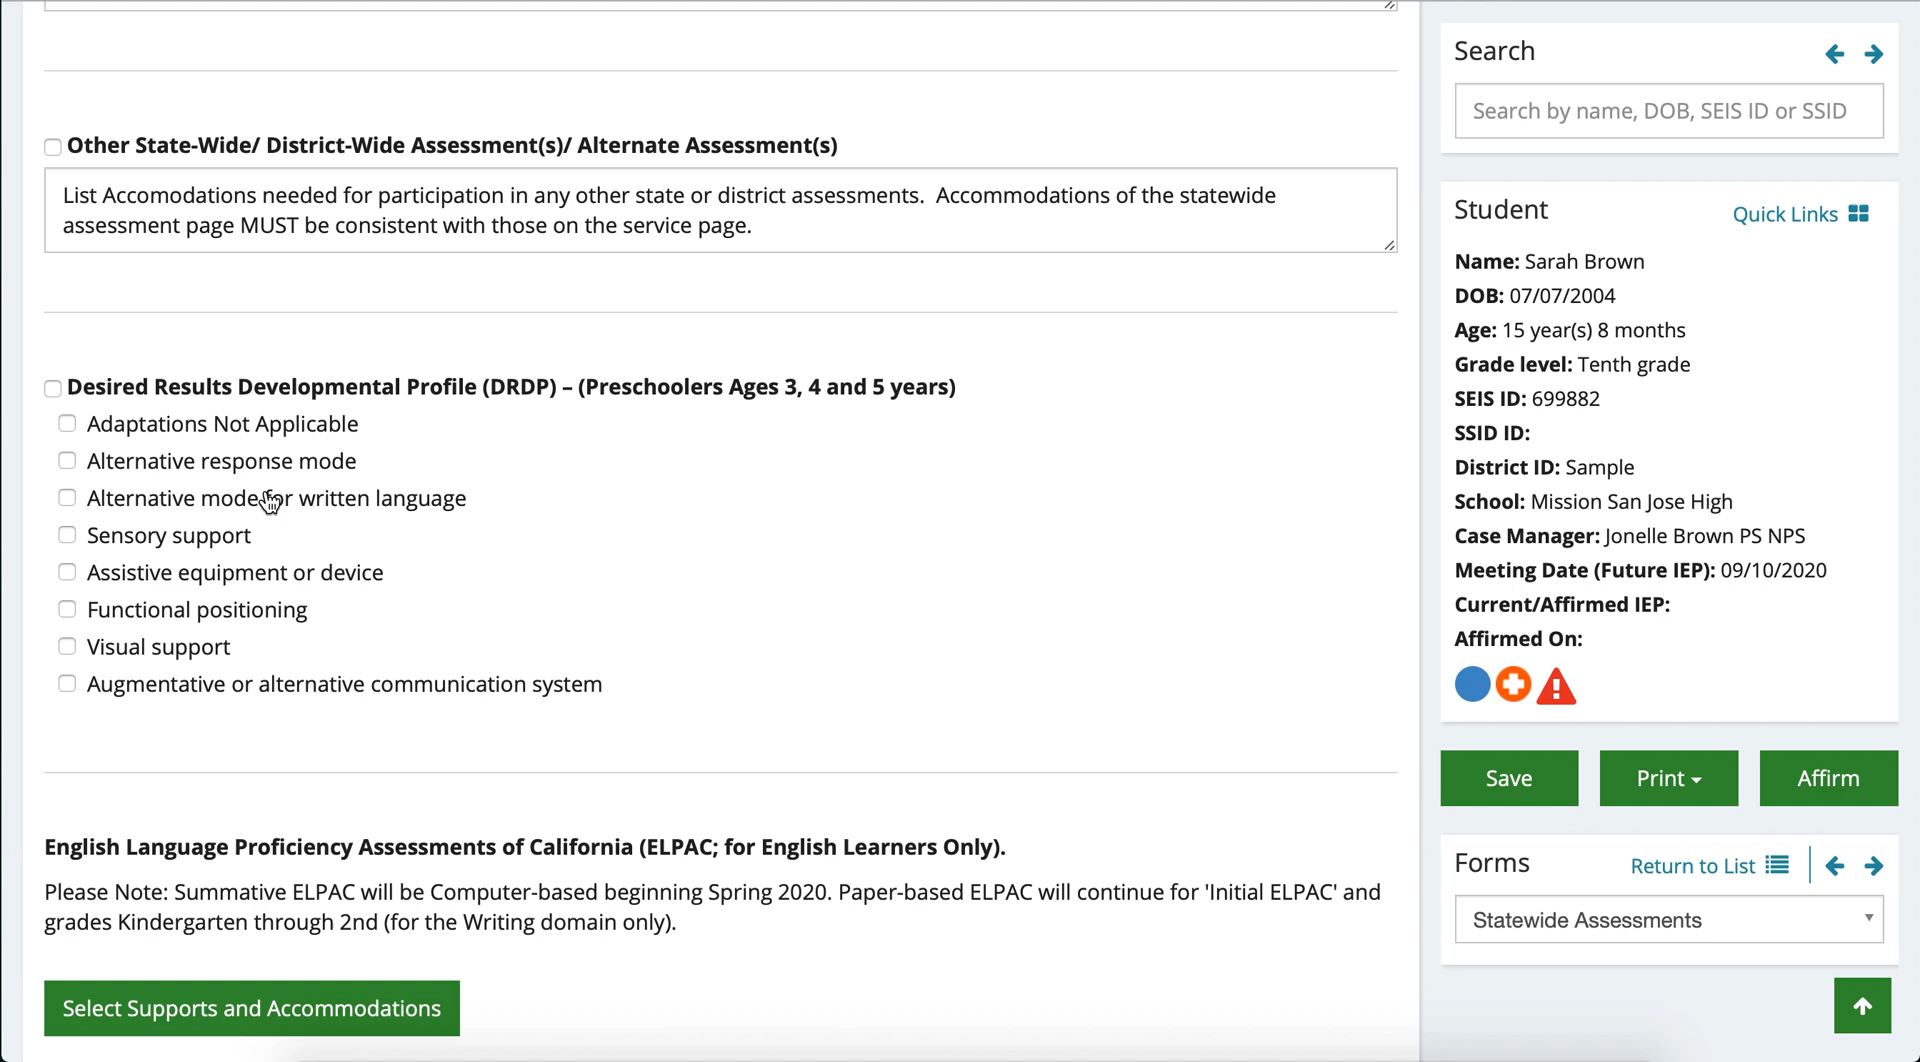 Other State-Wide/ District-Wide Assessment(s)/ Alternate Assessment(s)
List Accomodations needed for participation in any other state or district assessments.  Accommodations of the statewide
assessment page MUST be consistent with those on the service page.
Desired Results Developmental Profile (DRDP) – (Preschoolers Ages 3, 4 and 5 years)
Adaptations Not Applicable
Alternative response mode
Alternative mode for written language
Sensory support
Assistive equipment or device
Functional positioning
Visual support
Augmentative or alternative communication system
English Language Proficiency Assessments of California (ELPAC; for English Learners Only).
Please Note: Summative ELPAC will be Computer-based beginning Spring 2020. Paper-based ELPAC will continue for 'Initial ELPAC' and
grades Kindergarten through 2nd (for the Writing domain only).
Select Supports and Accommodations
Search
Search by name, DOB, SEIS ID or SSID
Student
Quick Links
Name: Sarah Brown
DOB: 07/07/2004
Age: 15 year(s) 8 months
Grade level: Tenth grade
SEIS ID: 699882
SSID ID:
District ID: Sample
School: Mission San Jose High
Case Manager: Jonelle Brown PS NPS
Meeting Date (Future IEP): 09/10/2020
Current/Affirmed IEP:
Affirmed On:
Save
Print
Affirm
Forms
Return to List
Statewide Assessments